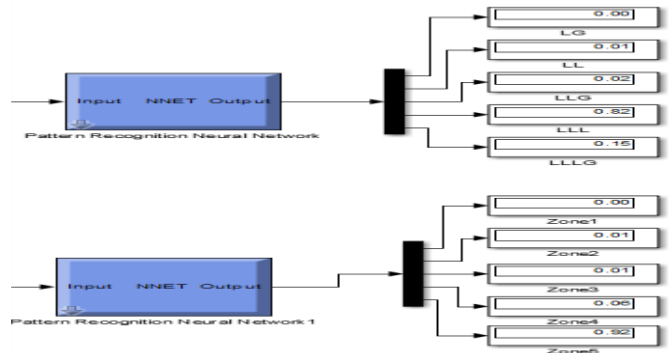 0.00
LG
0.01
LL
0.02
LLG
0.82
LLL
0.15
LLLG
Input NNET Output
Pattern Recognition Neural Network
0.00
Zone1
0.01
Zone2
0.01
Zone3
0.06
Zone4
0.92
Zone5
Input NNET Output
Pattern Recognition Neural Network1